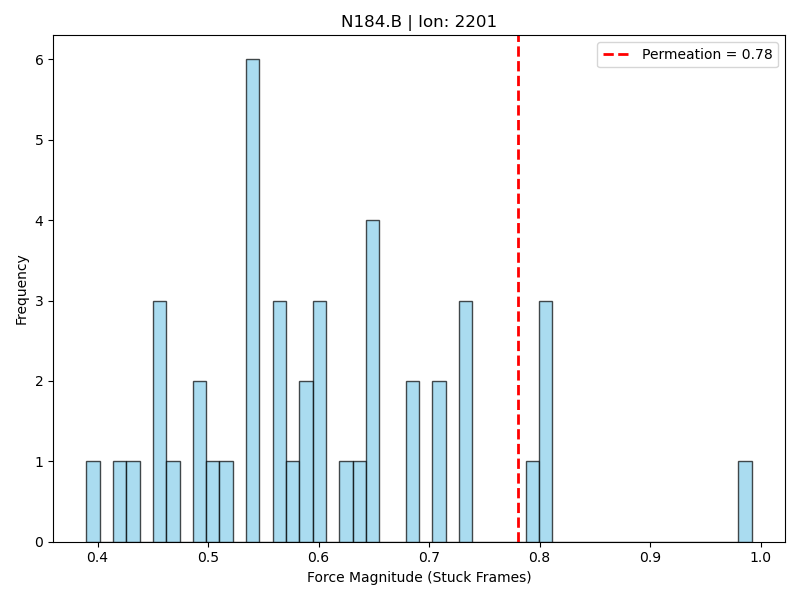 N184.B | Ion: 2201
Permeation = 0.78
Frequency
6
5
4
3
2
1
0
0.4 0.5 0.6 0.7 0.8 0.9 1.0
Force Magnitude (Stuck Frames)